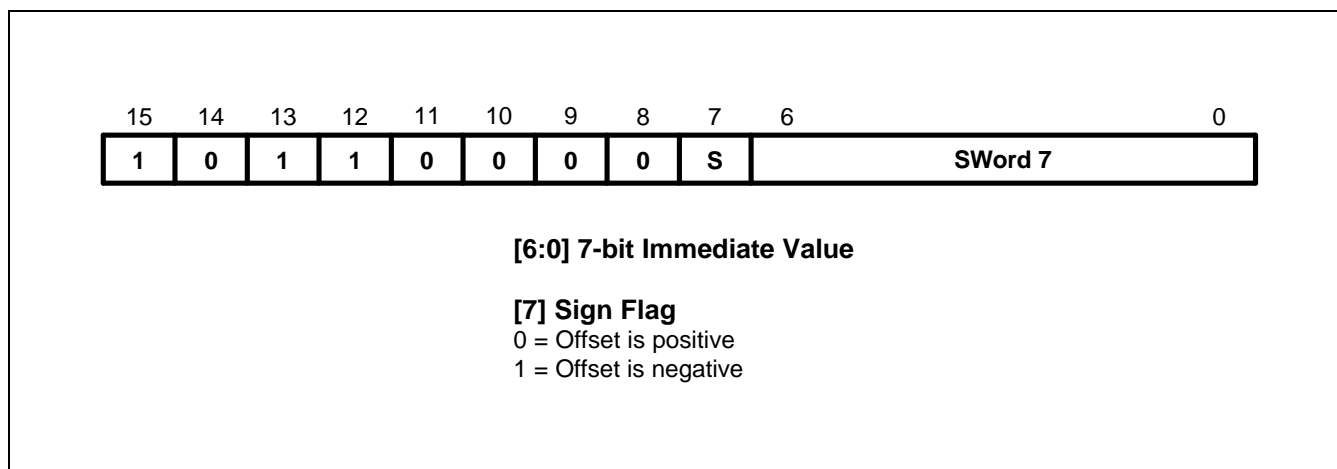 15 14 13 12 11 10 9 8 7 6 0
1 0 1 1 0 0 0 0 S SWord 7
[6:0] 7-bit Immediate Value
[7] Sign Flag
0 = Offset is positive
1 = Offset is negative